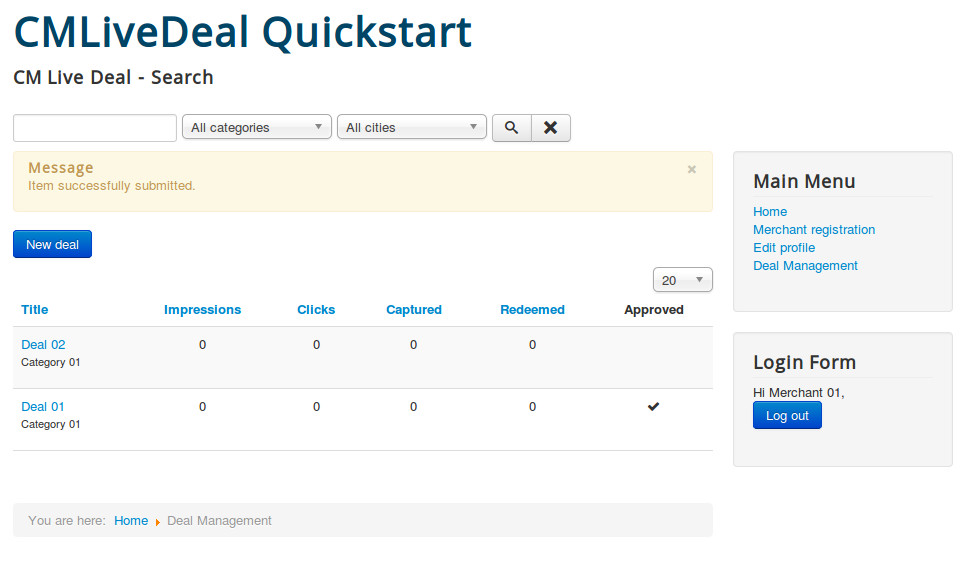 CMLiveDeal Quickstart
CM Live Deal - Search
All categories All cities
Message
Item successfully submitted.
×
New deal
20
Title Impressions Clicks Captured Redeemed Approved
Deal 02 0 0 0 0
Category 01
Deal 01 0 0 0 0
Category 01
You are here: Home Deal Management
Main Menu
Home
Merchant registration
Edit profile
Deal Management
Login Form
Hi Merchant 01,
Log out